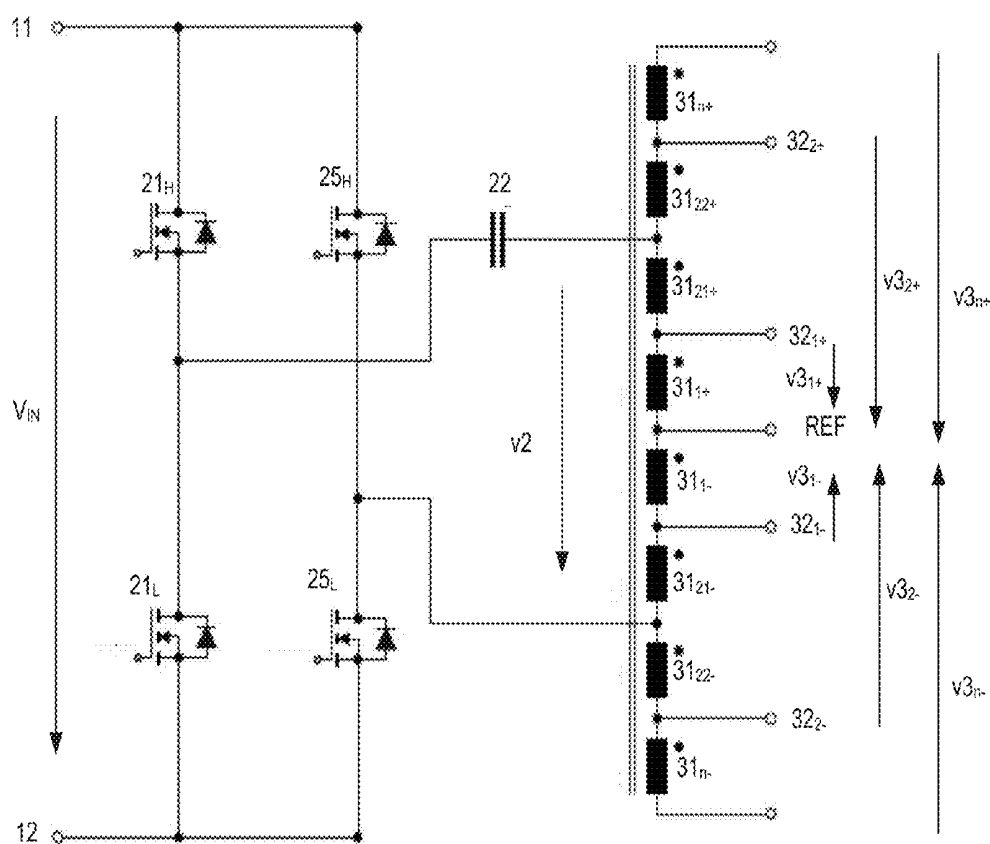 11
31n+
322+
21H
25H
22
3122+
3121+
v32+
v3n+
321+
v31+
311+
VIN
REF
v2
v31-
311-
321-
21L
25L
3121-
v32-
3122-
v3n-
322-
31n-
12